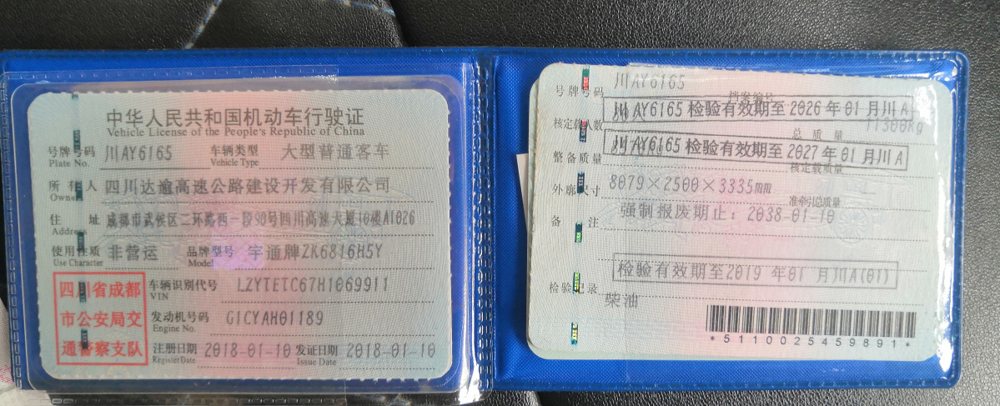 中华人民共和国机动车行驶证
Vehicle License of the People's Republic of China
号牌号码 川AY6165 车辆类型 大型普通客车
Plate No. Vehicle Type
所有人 四川达渝高速公路建设开发有限公司
Owner
住 址 成都市武侯区二环路西一段90号四川高速大厦10楼A1026
Address
使用性质 非营运 品牌型号 宇通牌ZK6816H5Y
Use Character Model
四川省成都
市公安局交
通警察支队
车辆识别代号 LZYTETC67H1069911
VIN
发动机号码 G1CYAH01189
Engine No.
注册日期 2018-01-10 发证日期 2018-01-10
Register Date Issue Date
号牌号码 川AY6165 档案编号
川AY6165检验有效期至2026年01月川A
核定载人数 总质量 11300kg
川AY6165检验有效期至2027年01月川A
整备质量 核定载质量
外廓尺寸 8079×2500×3335mm 准牵引总质量 --
备 注 强制报废期止：2038-01-10
检验有效期至2019 年01 月川A(01)
检验记录
柴油
*5110025459891*